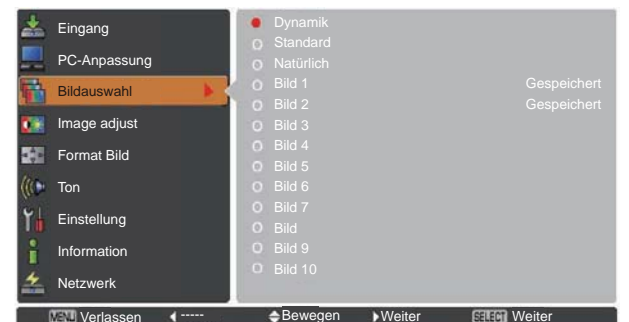 Eingang
PC-Anpassung
Bildauswahl
Image adjust
Format Bild
Ton
Einstellung
Information
Netzwerk
Dynamik
Standard
Natürlich
Bild 1 Gespeichert
Bild 2 Gespeichert
Bild 3
Bild 4
Bild 5
Bild 6
Bild 7
Bild
Bild 9
Bild 10
MENU Verlassen ----- Bewegen Weiter SELECT Weiter